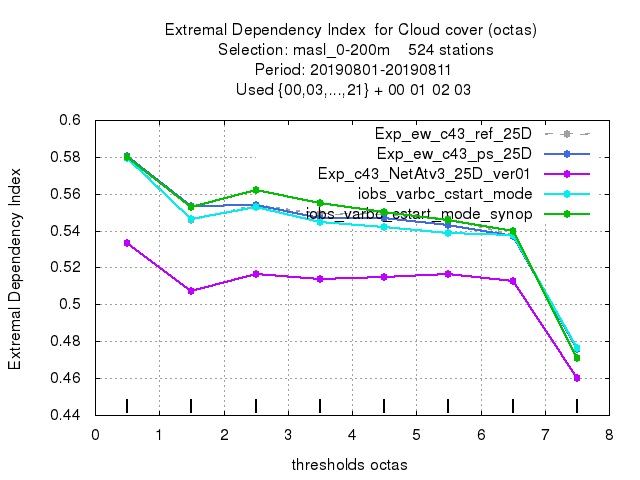 Extremal Dependency Index  for Cloud cover (octas)
Selection: masl_0-200m    524 stations
Period: 20190801-20190811
Used {00,03,...,21} + 00 01 02 03
Exp_ew_c43_ref_25D
Exp_ew_c43_ps_25D
Exp_c43_NetAtv3_25D_ver01
iobs_varbc_cstart_mode
iobs_varbc_cstart_mode_synop
Extremal Dependency Index
0.6
0.58
0.56
0.54
0.52
0.5
0.48
0.46
0.44
0 1 2 3 4 5 6 7 8
thresholds octas